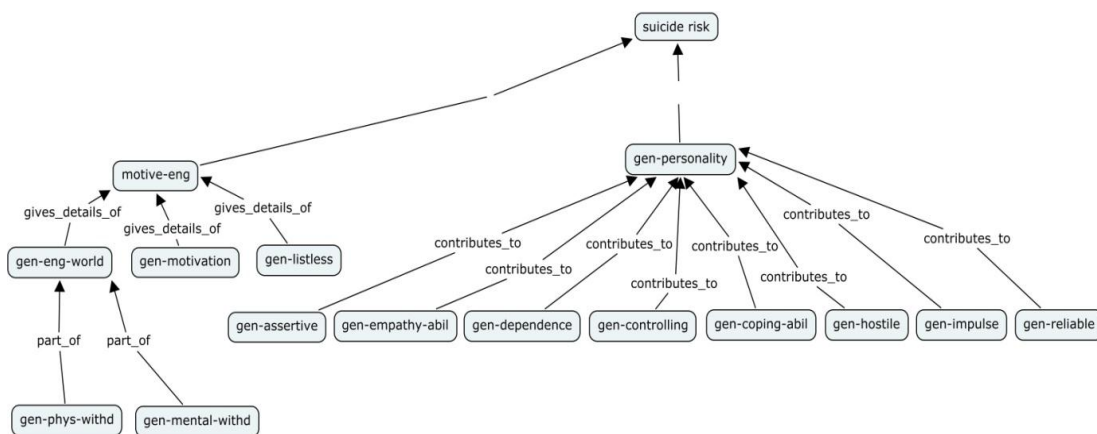 suicide risk
gen-personality
motive-eng
gives_details_of
gives_details_of
gives_details_of
contributes_to
contributes_to
contributes_to
contributes_to
contributes_to
contributes_to
contributes_to
contributes_to
gen-eng-world
gen-motivation
gen-listless
gen-assertive
gen-empathy-abil
gen-dependence
gen-controlling
gen-coping-abil
gen-hostile
gen-impulse
gen-reliable
part_of
part_of
gen-phys-withd
gen-mental-withd